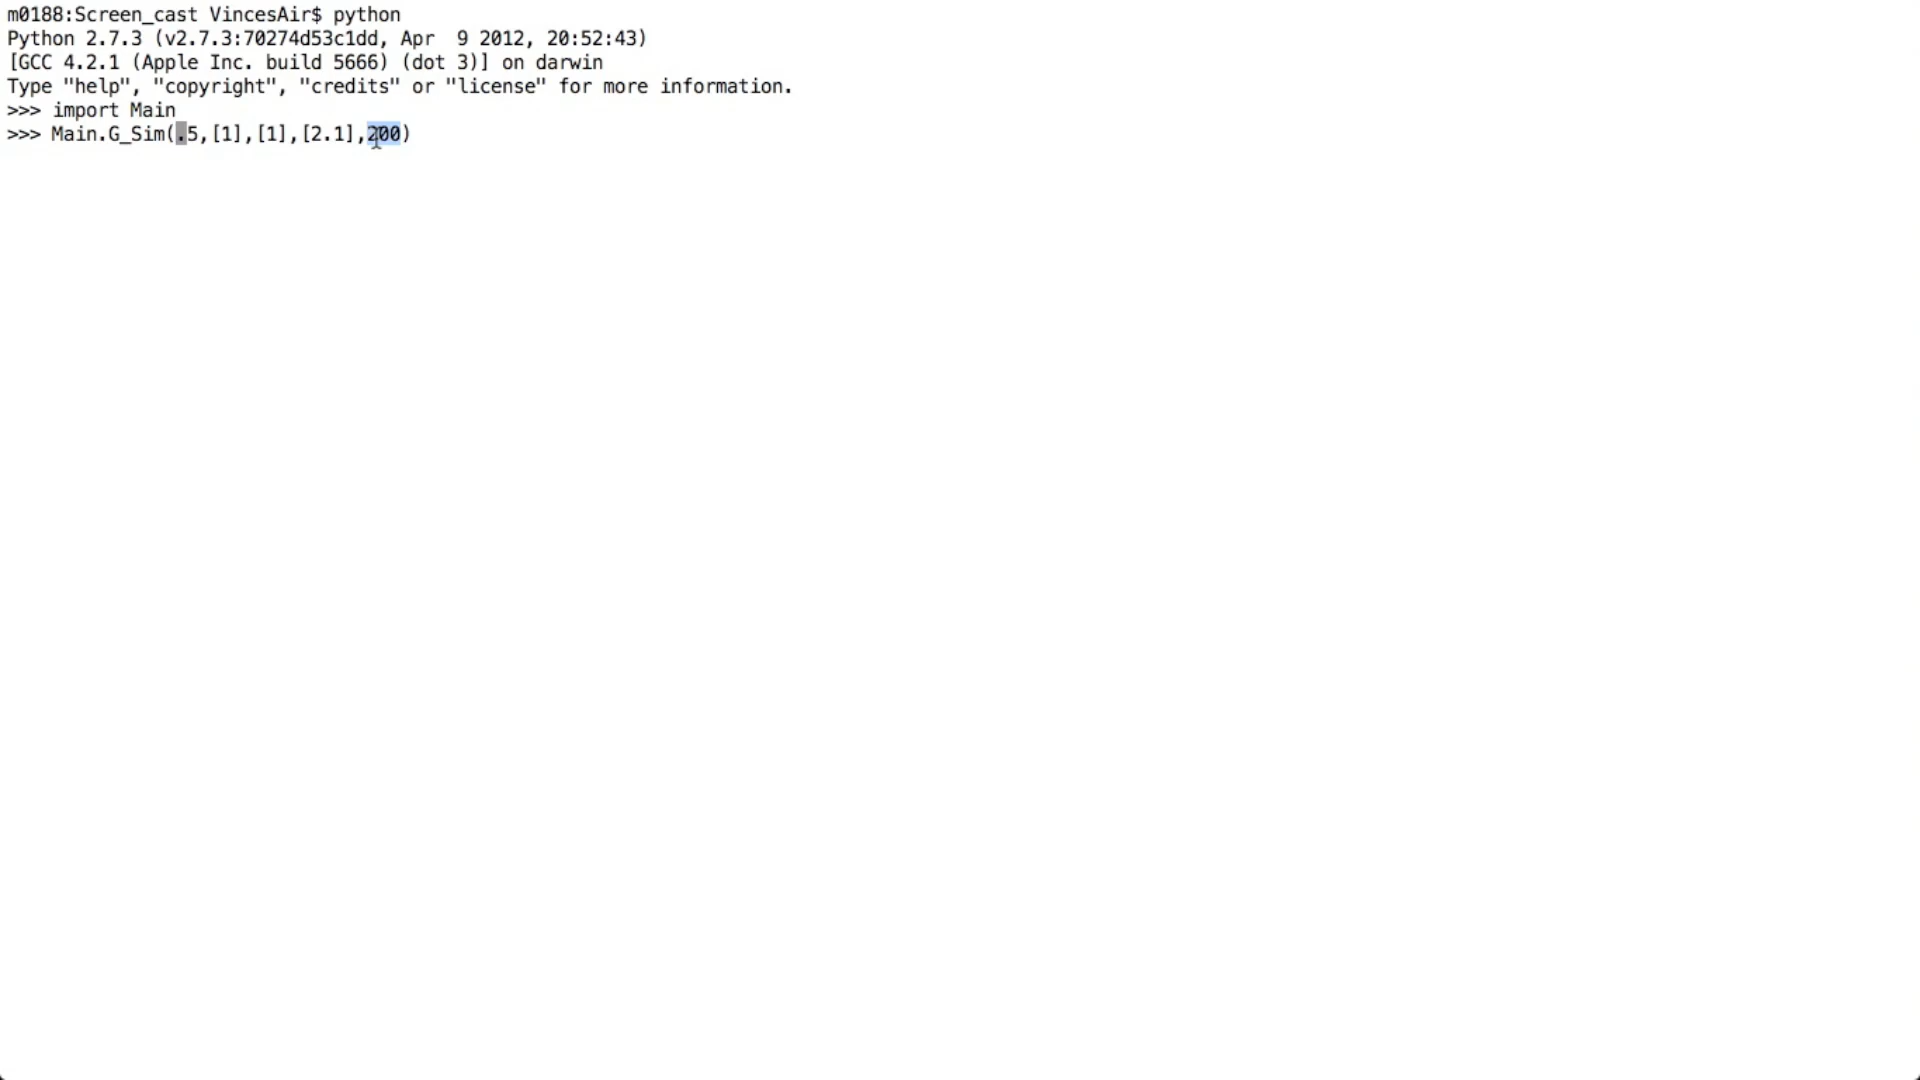 m0188:Screen_cast VincesAir$ python
Python 2.7.3 (v2.7.3:70274d53c1dd, Apr  9 2012, 20:52:43)
[GCC 4.2.1 (Apple Inc. build 5666) (dot 3)] on darwin
Type "help", "copyright", "credits" or "license" for more information.
>>> import Main
>>> Main.G_Sim(.5,[1],[1],[2.1],200)